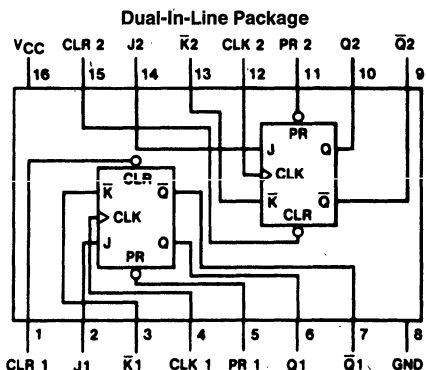 Dual-In-Line Package
VCC CLR 2 J2 K̅2 CLK 2 PR 2 Q2 Q̅2
16 15 14 13 12 11 10 9
PR
J Q
CLK
K̅ Q̅
CLR
CLR
K̅ Q̅
CLK
J Q
PR
1 2 3 4 5 6 7 8
CLR 1 J1 K̅1 CLK 1 PR 1 Q1 Q̅1 GND